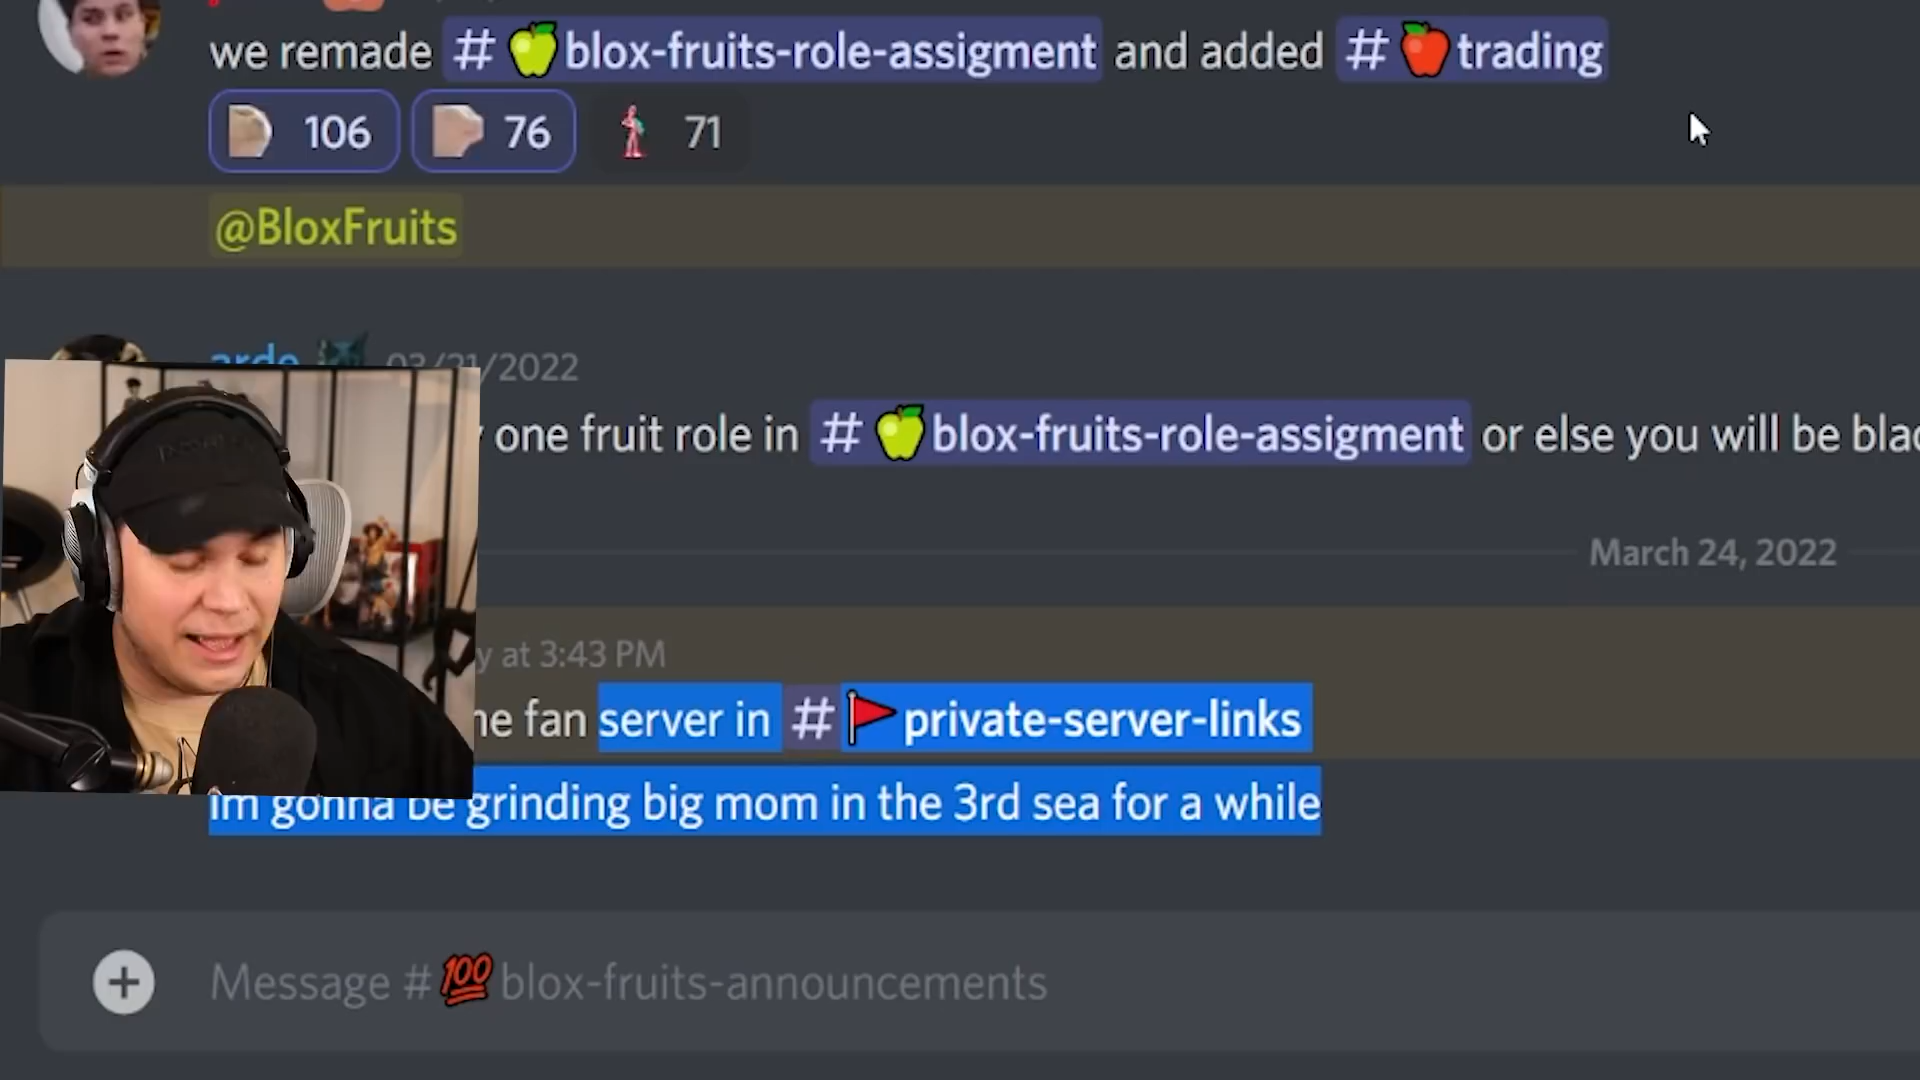 we remade # blox-fruits-role-assigment and added # trading
106 76 71
@BloxFruits
arde 03/21/2022
one fruit role in # blox-fruits-role-assigment or else you will be blac
March 24, 2022
y at 3:43 PM
he fan server in # private-server-links
im gonna be grinding big mom in the 3rd sea for a while
Message # 💯 blox-fruits-announcements